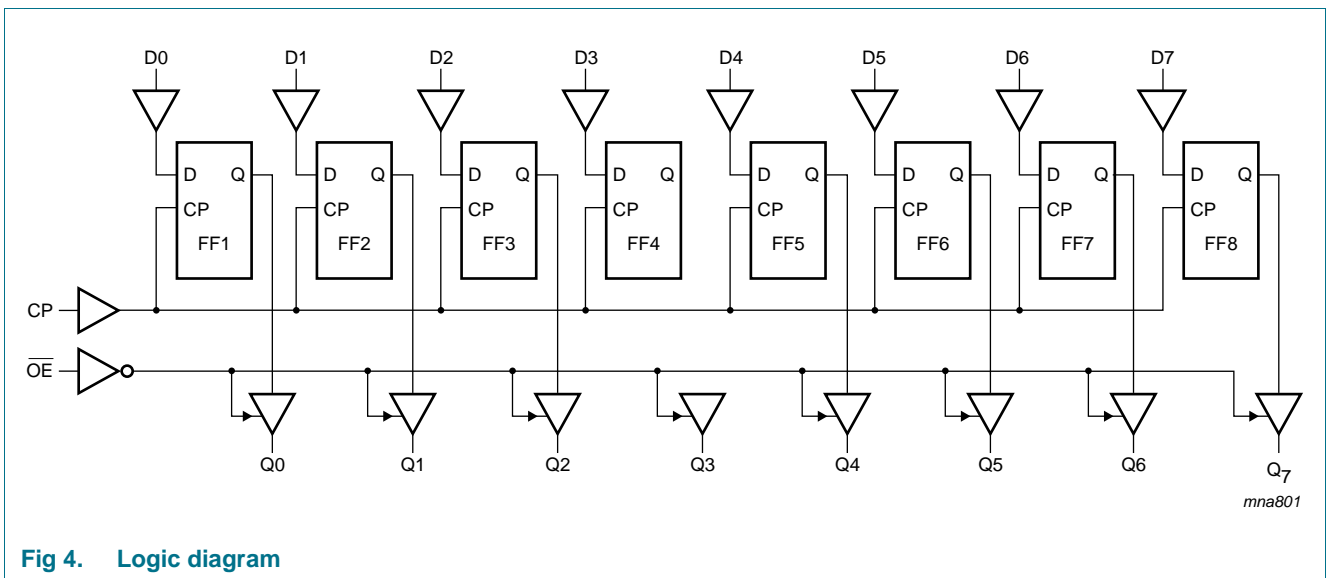 D0 D1 D2 D3 D4 D5 D6 D7
D Q D Q D Q D Q D Q D Q D Q D Q
CP CP CP CP CP CP CP CP
FF1 FF2 FF3 FF4 FF5 FF6 FF7 FF8
CP
O̅E̅
Q0 Q1 Q2 Q3 Q4 Q5 Q6 Q7
mna801
Fig 4. Logic diagram